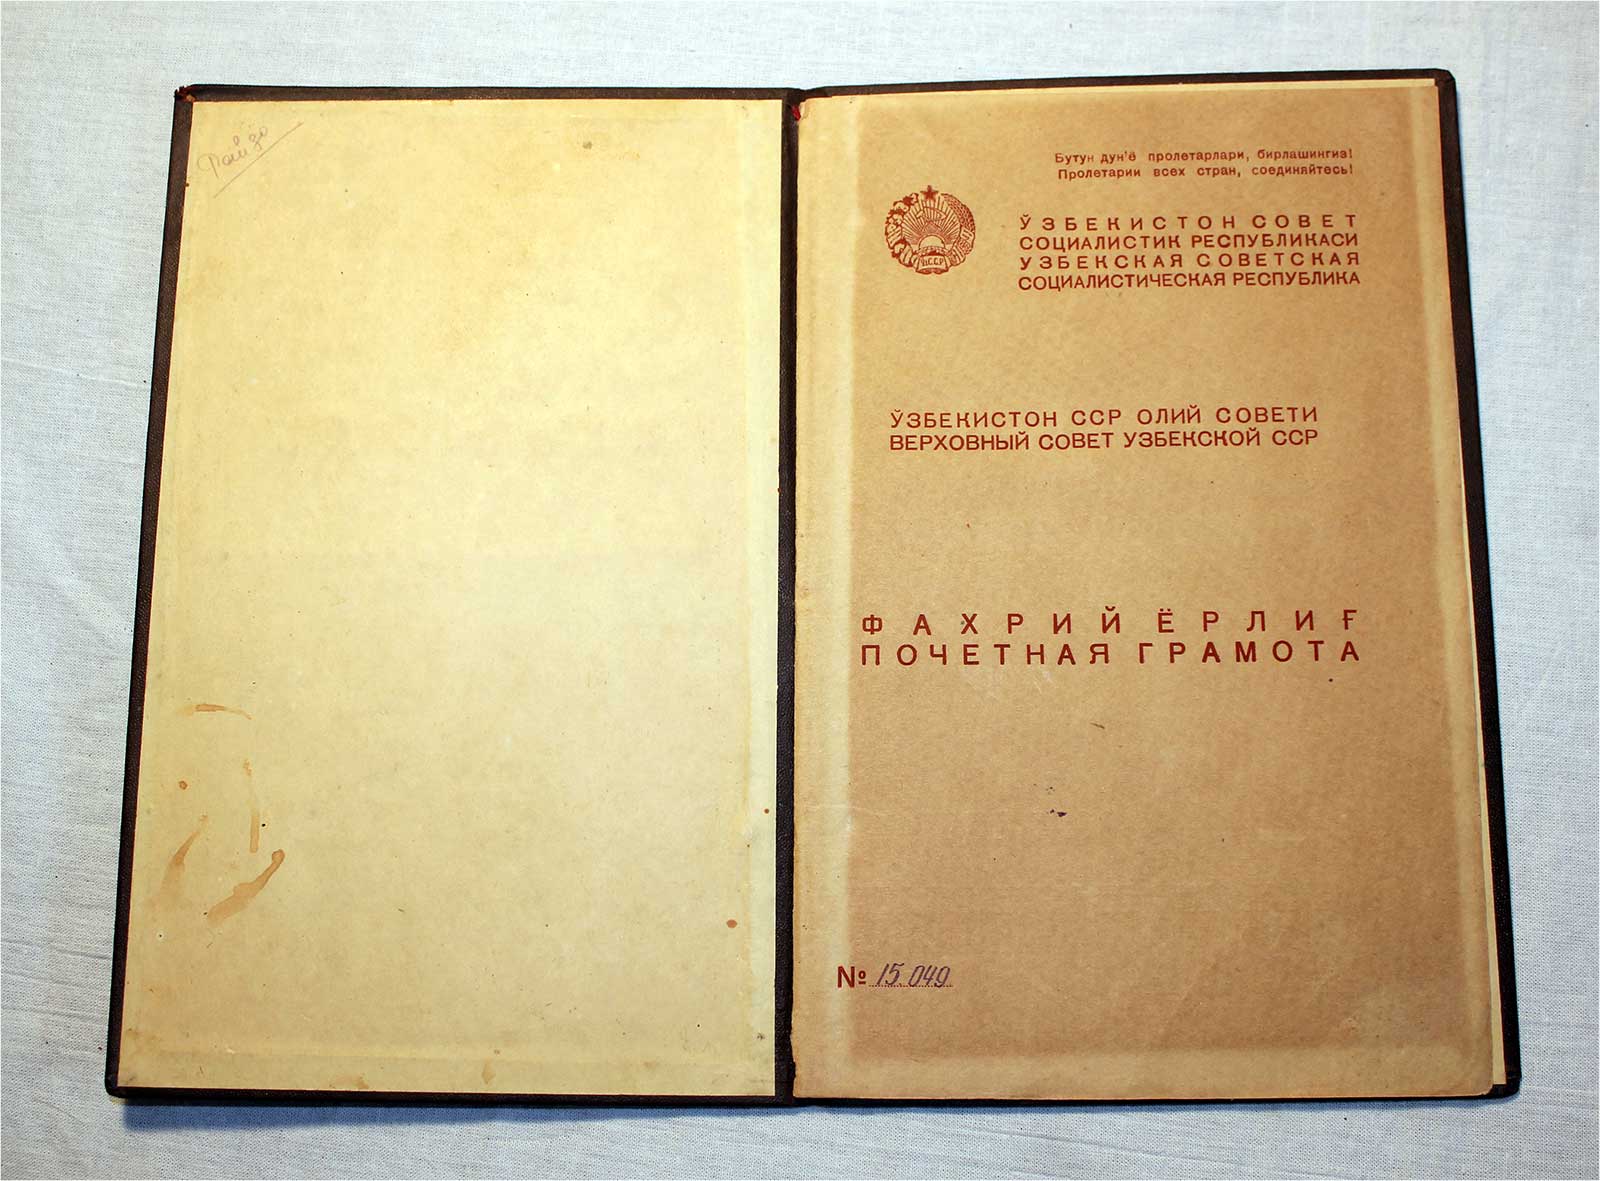 Файзо
Бутун дун'ё пролетарлари, бирлашингиз!
Пролетарии всех стран, соединяйтесь!
ЎЗБЕКИСТОН СОВЕТ
СОЦИАЛИСТИК РЕСПУБЛИКАСИ
УЗБЕКСКАЯ СОВЕТСКАЯ
СОЦИАЛИСТИЧЕСКАЯ РЕСПУБЛИКА
ЎЗБЕКИСТОН ССР ОЛИЙ СОВЕТИ
ВЕРХОВНЫЙ СОВЕТ УЗБЕКСКОЙ ССР
ФАХРИЙ ЁРЛИҒ
ПОЧЕТНАЯ ГРАМОТА
№ 15.049